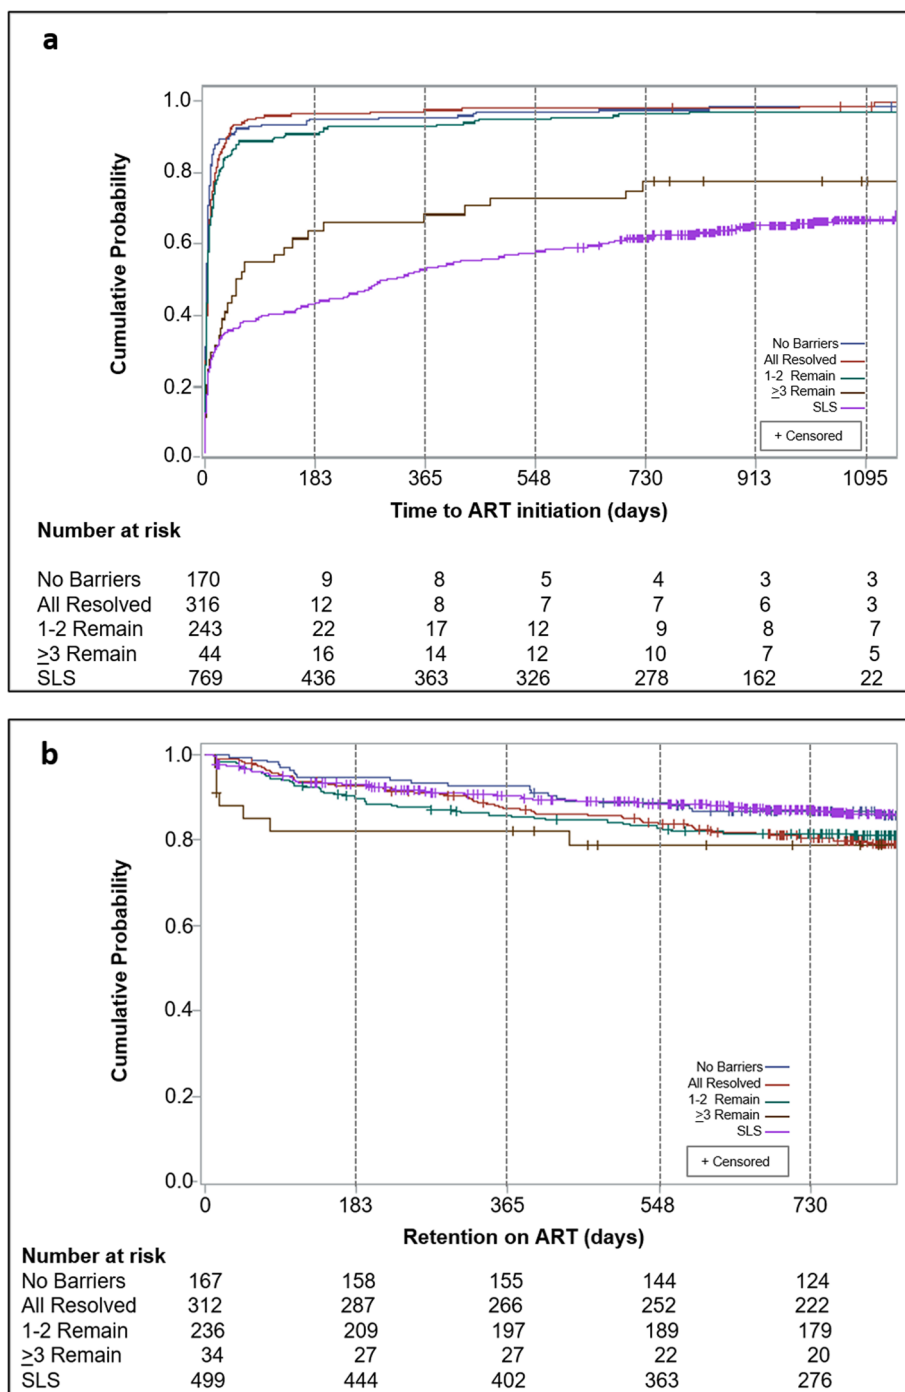 a
1.0
0.8
0.6
0.4
0.2
0.0
Cumulative Probability
No Barriers
All Resolved
1-2 Remain
≥3 Remain
SLS
+ Censored
0 183 365 548 730 913 1095
Time to ART initiation (days)
Number at risk
No Barriers 170 9 8 5 4 3 3
All Resolved 316 12 8 7 7 6 3
1-2 Remain 243 22 17 12 9 8 7
≥3 Remain 44 16 14 12 10 7 5
SLS 769 436 363 326 278 162 22
b
1.0
0.8
0.6
0.4
0.2
0.0
Cumulative Probability
No Barriers
All Resolved
1-2 Remain
≥3 Remain
SLS
+ Censored
0 183 365 548 730
Retention on ART (days)
Number at risk
No Barriers 167 158 155 144 124
All Resolved 312 287 266 252 222
1-2 Remain 236 209 197 189 179
≥3 Remain 34 27 27 22 20
SLS 499 444 402 363 276